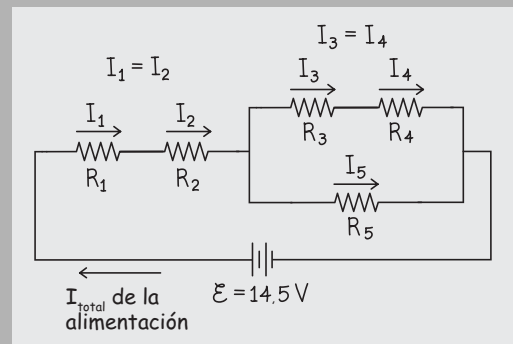 I₃ = I₄
I₁ = I₂
I₃ I₄
I₁ I₂
R₃ R₄
R₁ R₂
I₅
R₅
I_total de la
alimentación
ℰ = 14,5 V